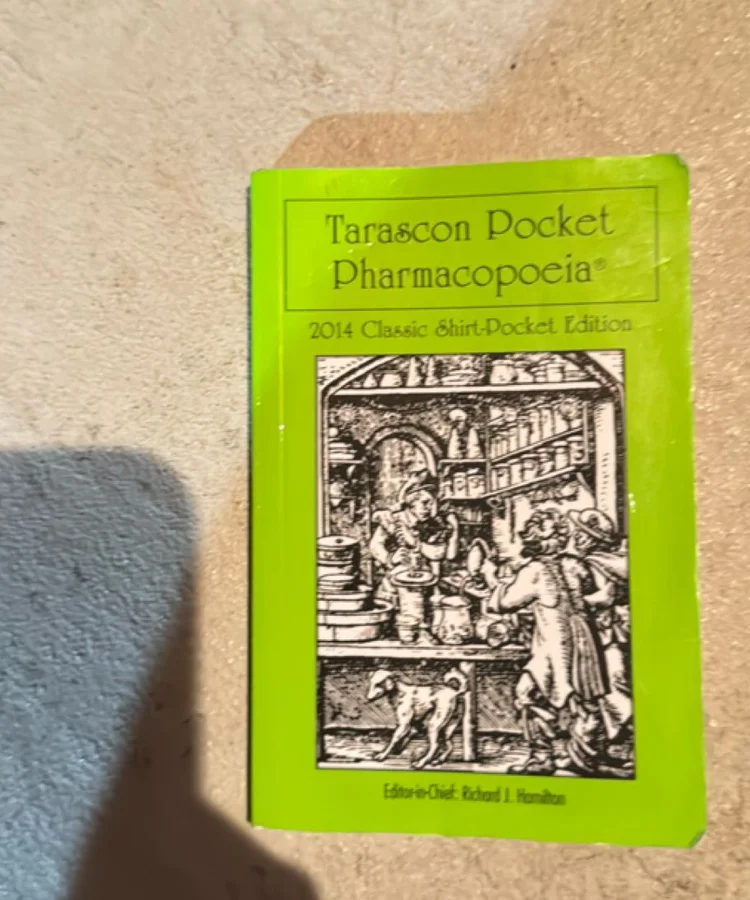 Tarascon Pocket
Pharmacopoeia®
2014 Classic Shirt-Pocket Edition
Editor-in-Chief: Richard J. Hamilton